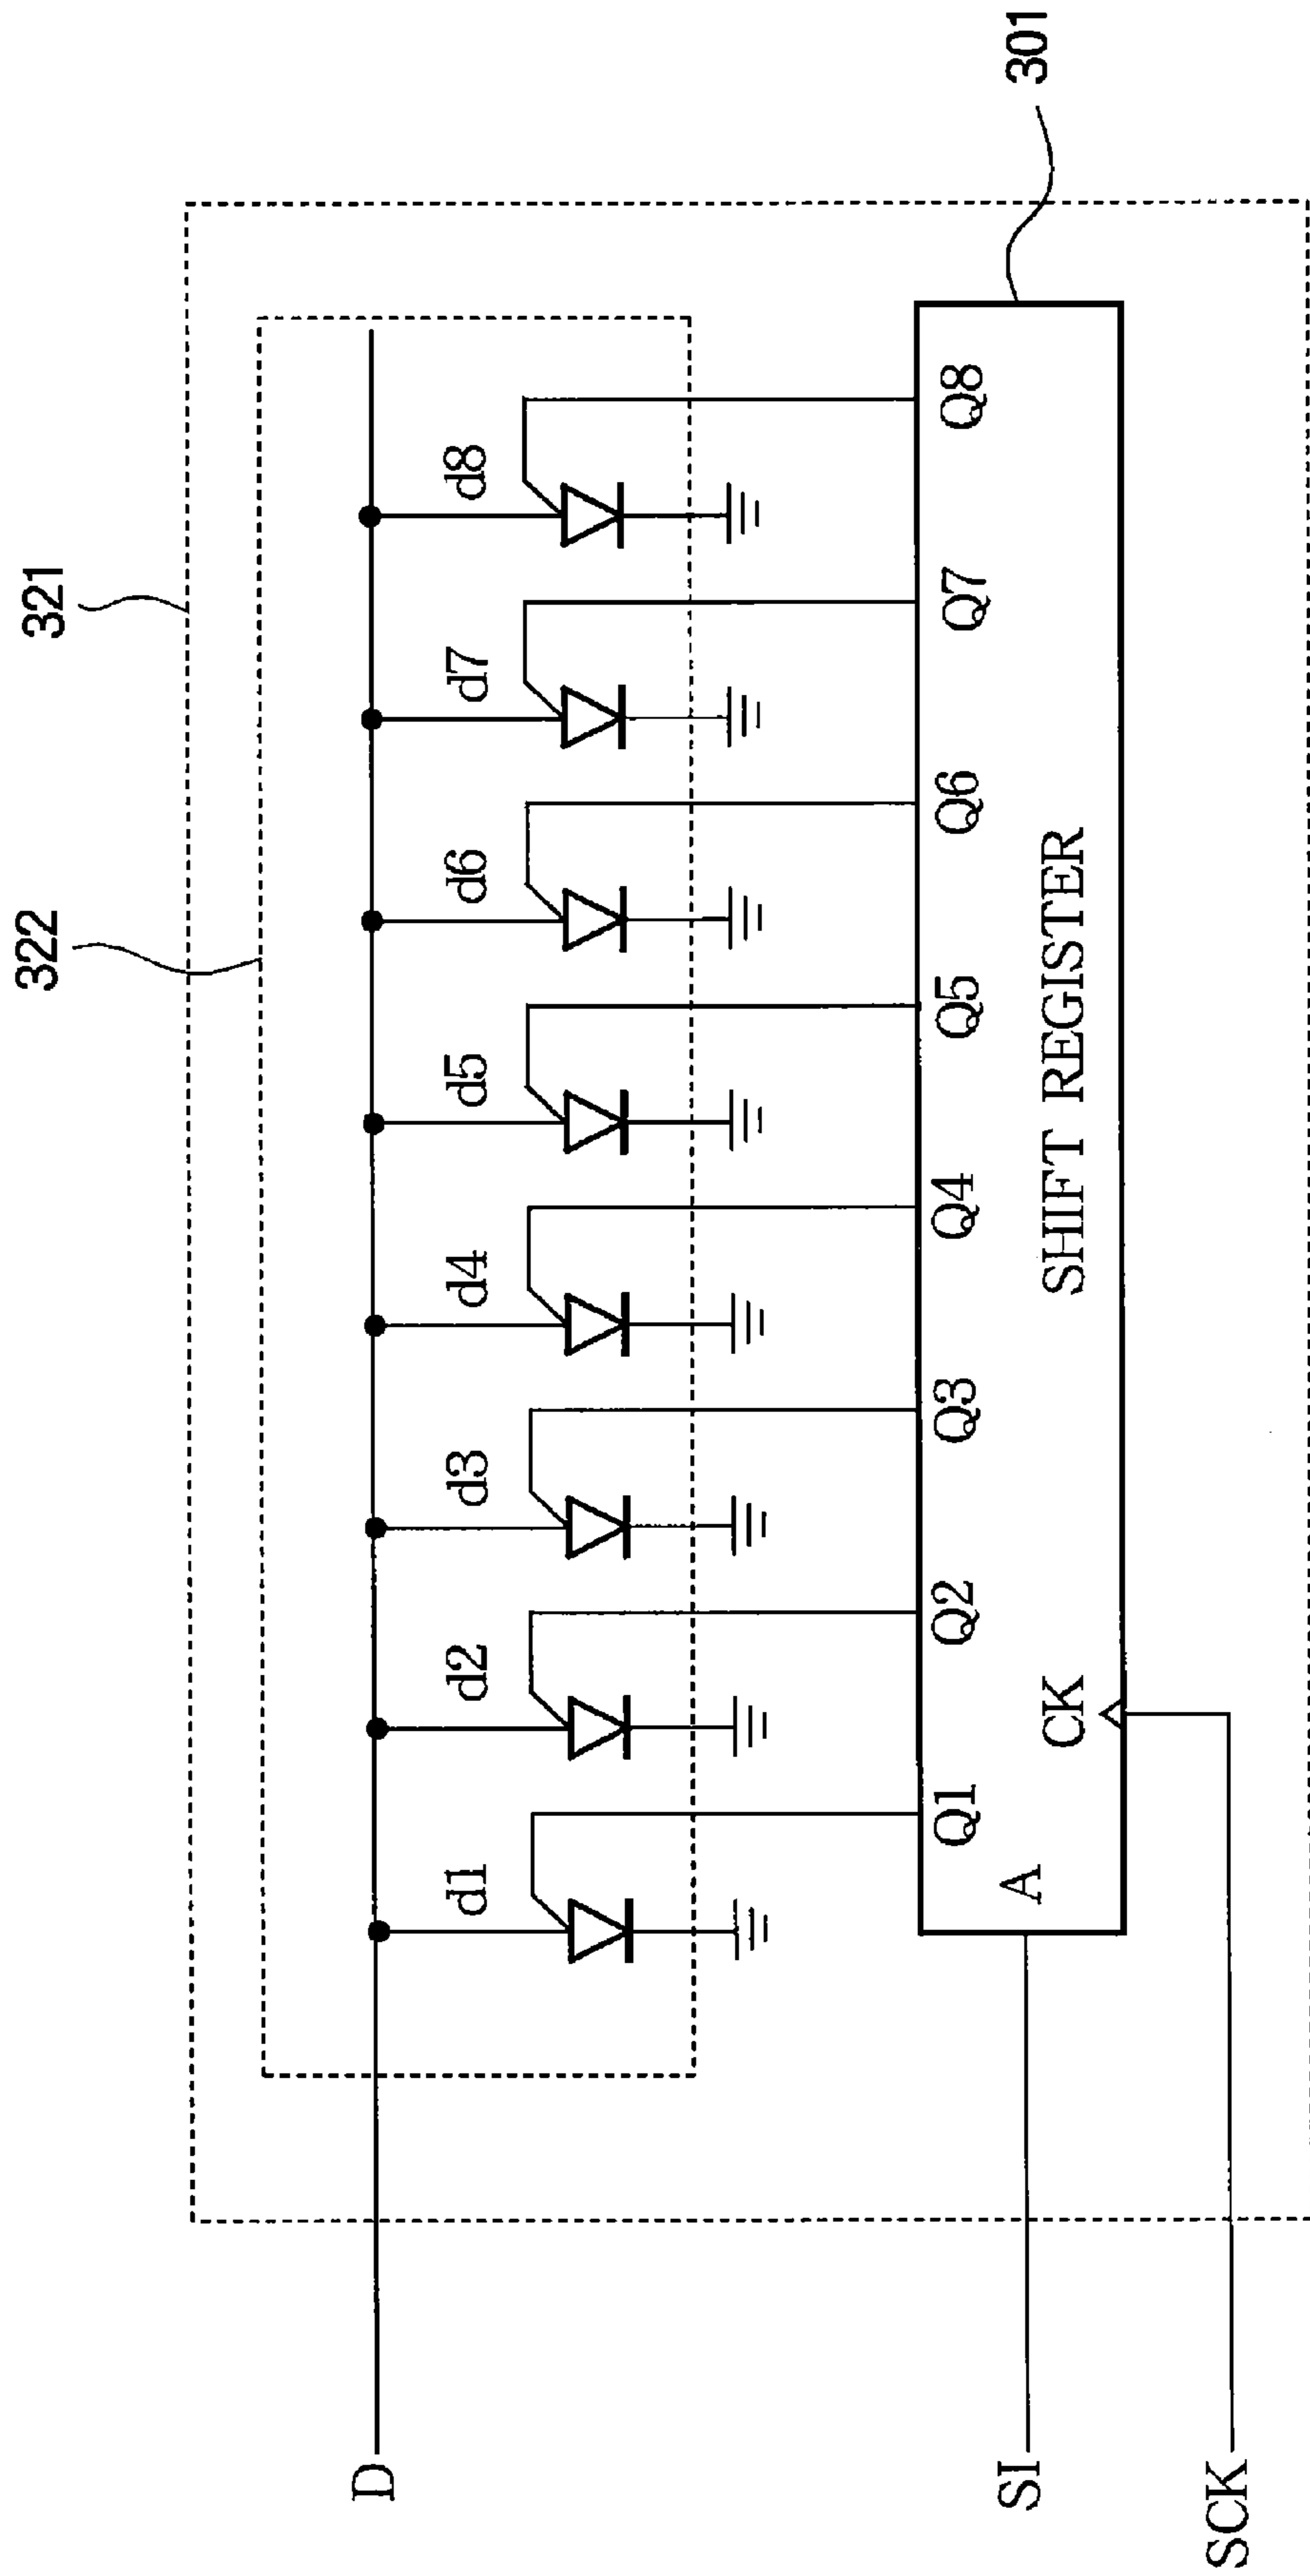 321
322
301
D
d1
d2
d3
d4
d5
d6
d7
d8
Q1
Q2
Q3
Q4
Q5
Q6
Q7
Q8
A
CK
SHIFT REGISTER
SI
SCK